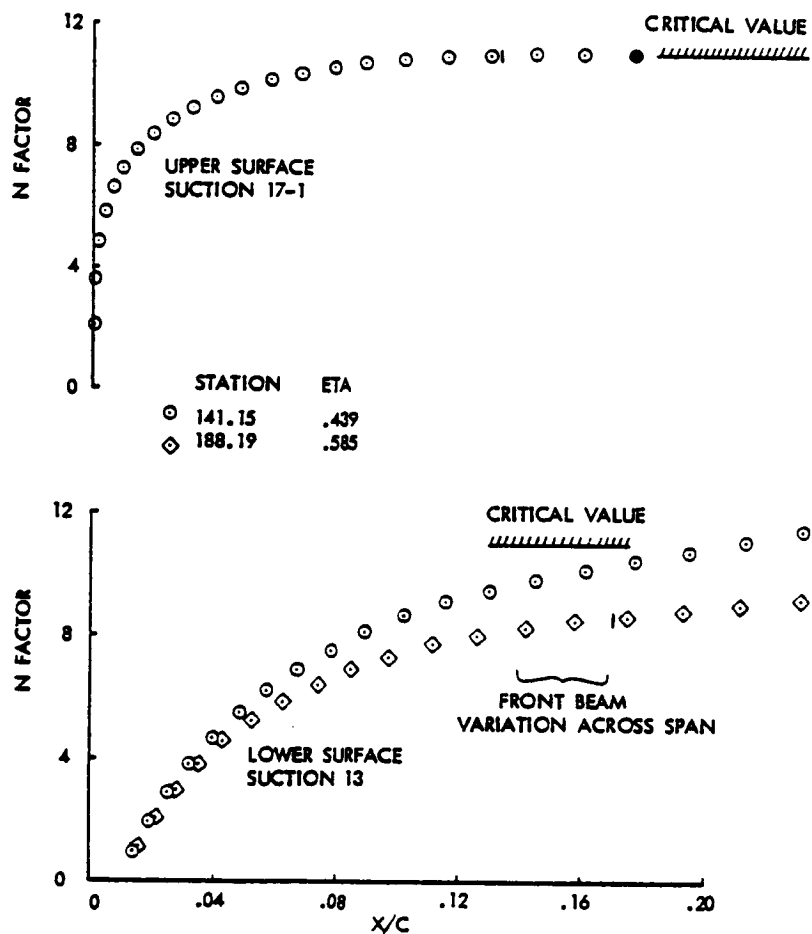 12
CRITICAL VALUE
8
N FACTOR
UPPER SURFACE
SUCTION 17-1
4
0
STATION ETA
141.15 .439
188.19 .585
12
CRITICAL VALUE
8
N FACTOR
FRONT BEAM
VARIATION ACROSS SPAN
LOWER SURFACE
SUCTION 13
4
0
0 .04 .08 .12 .16 .20
X/C